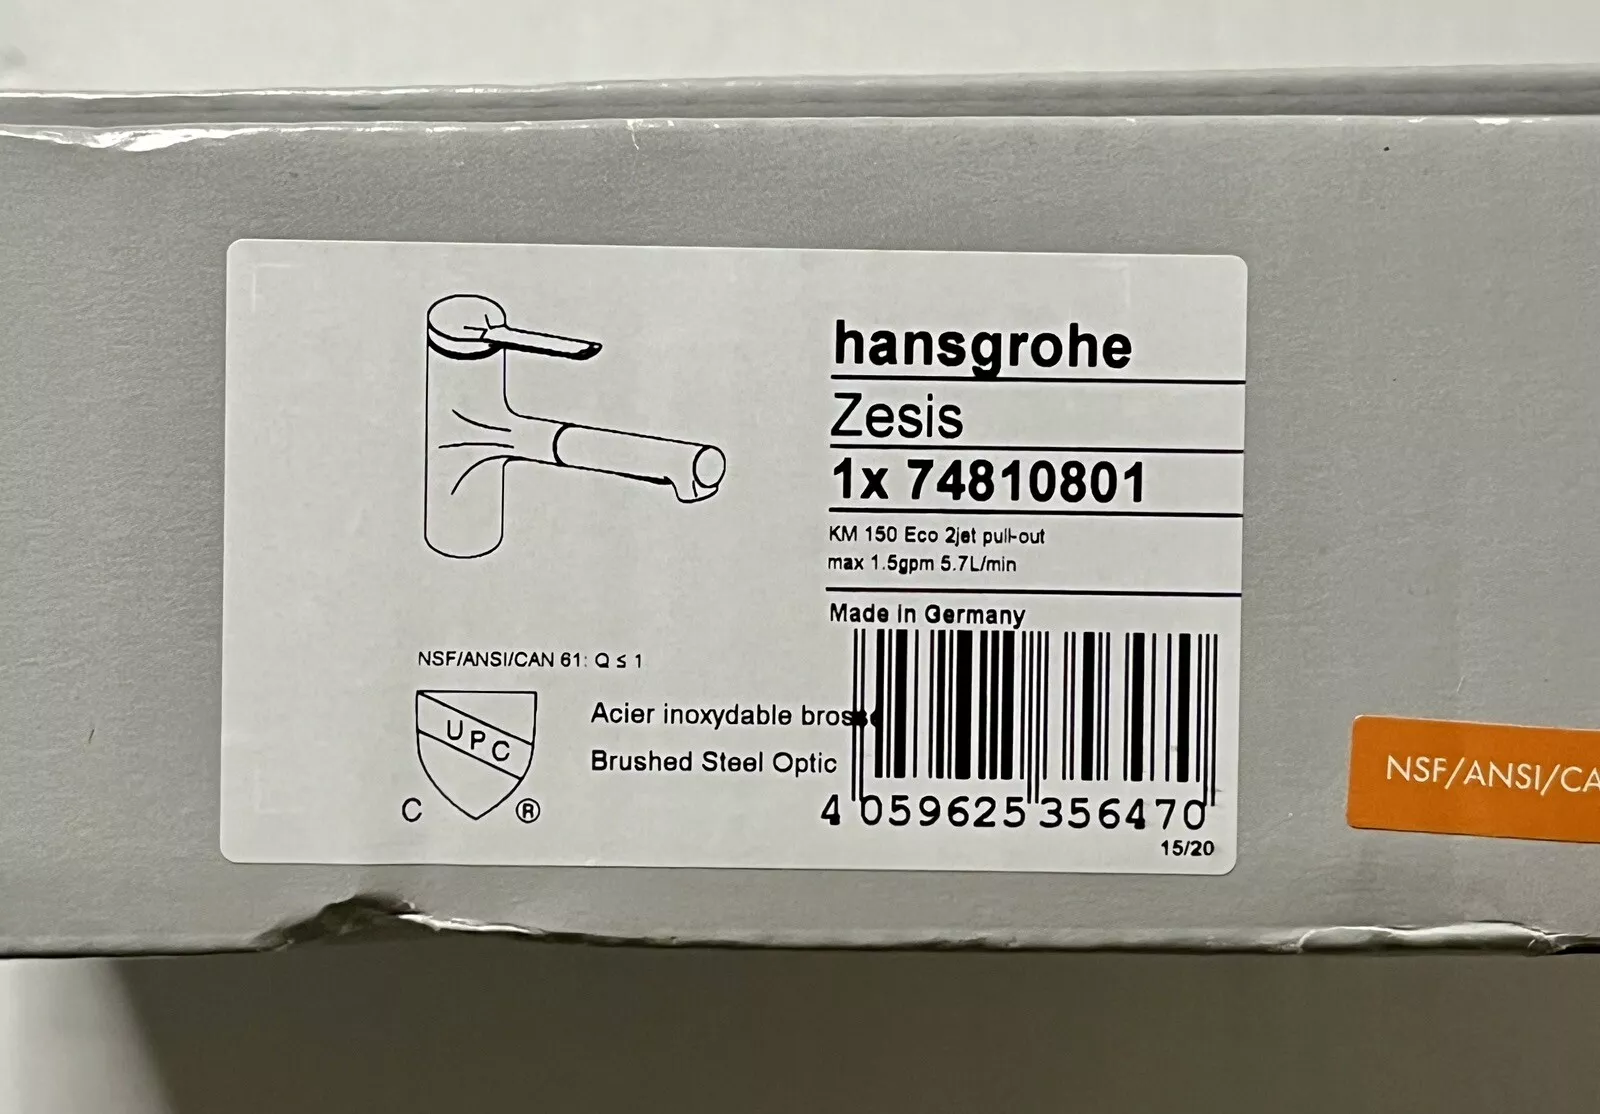 hansgrohe
Zesis
1x 74810801
KM 150 Eco 2jet pull-out
max 1.5gpm 5.7L/min
Made in Germany
NSF/ANSI/CAN 61: Q ≤ 1
UPC
C ®
Acier inoxydable brossé
Brushed Steel Optic
4 059625 356470
15/20
NSF/ANSI/CA